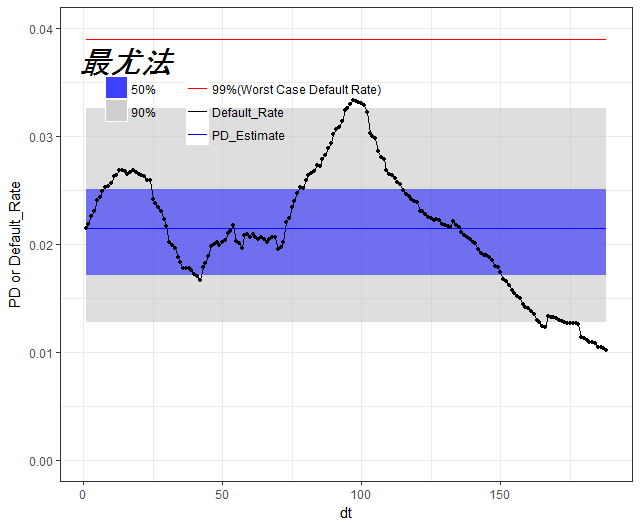 最尤法
50%
90%
99%(Worst Case Default Rate)
Default_Rate
PD_Estimate
0.04
0.03
0.02
0.01
0.00
PD or Default_Rate
0
50
100
150
dt